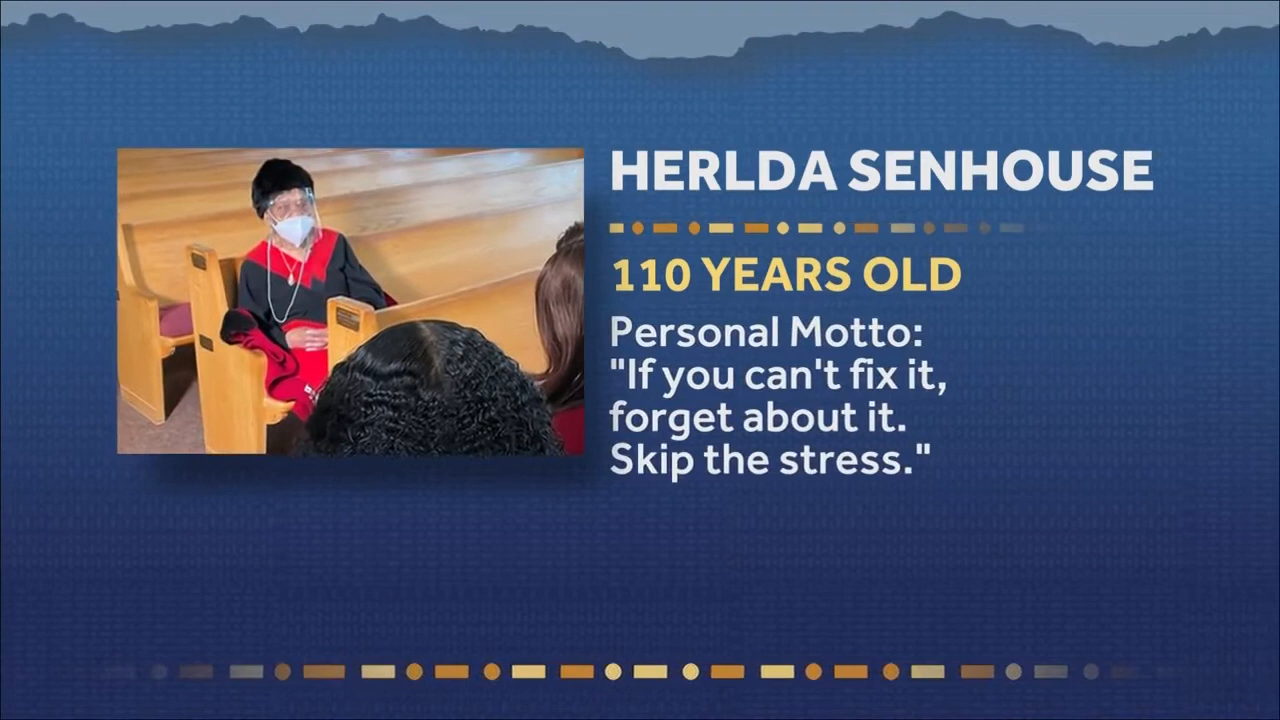 HERLDA SENHOUSE
110 YEARS OLD
Personal Motto:
"If you can't fix it,
forget about it.
Skip the stress."